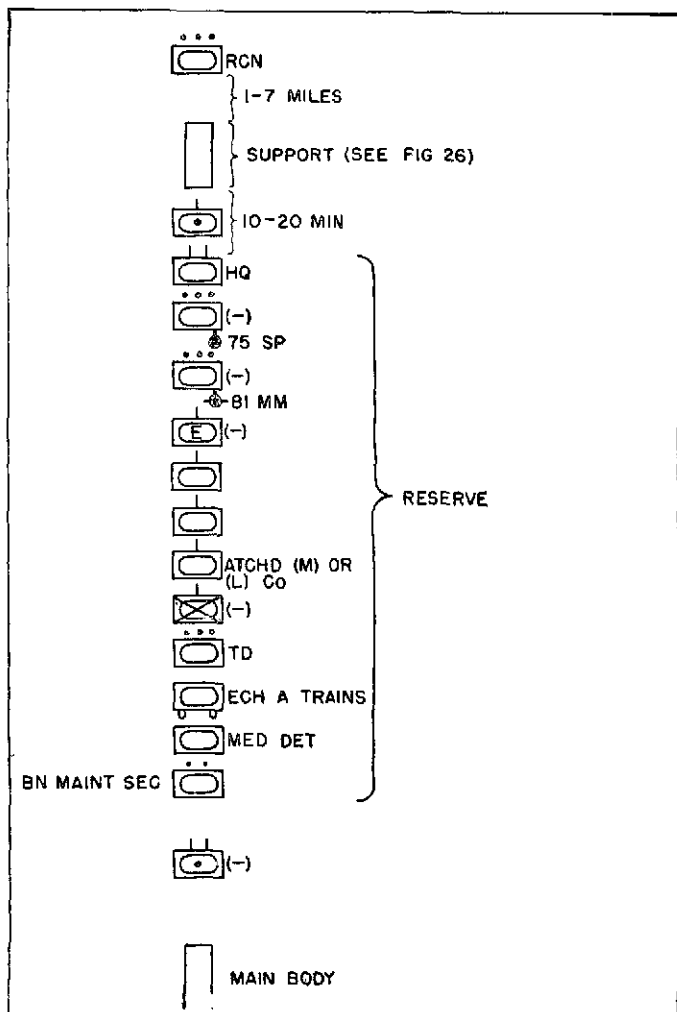 RCN
1-7 MILES
SUPPORT (SEE FIG 26)
10-20 MIN
HQ
(-)
75 SP
(-)
81 MM
E (-)
RESERVE
ATCHD (M) OR
(L) Co
(-)
TD
ECH A TRAINS
MED DET
BN MAINT SEC
(-)
MAIN BODY